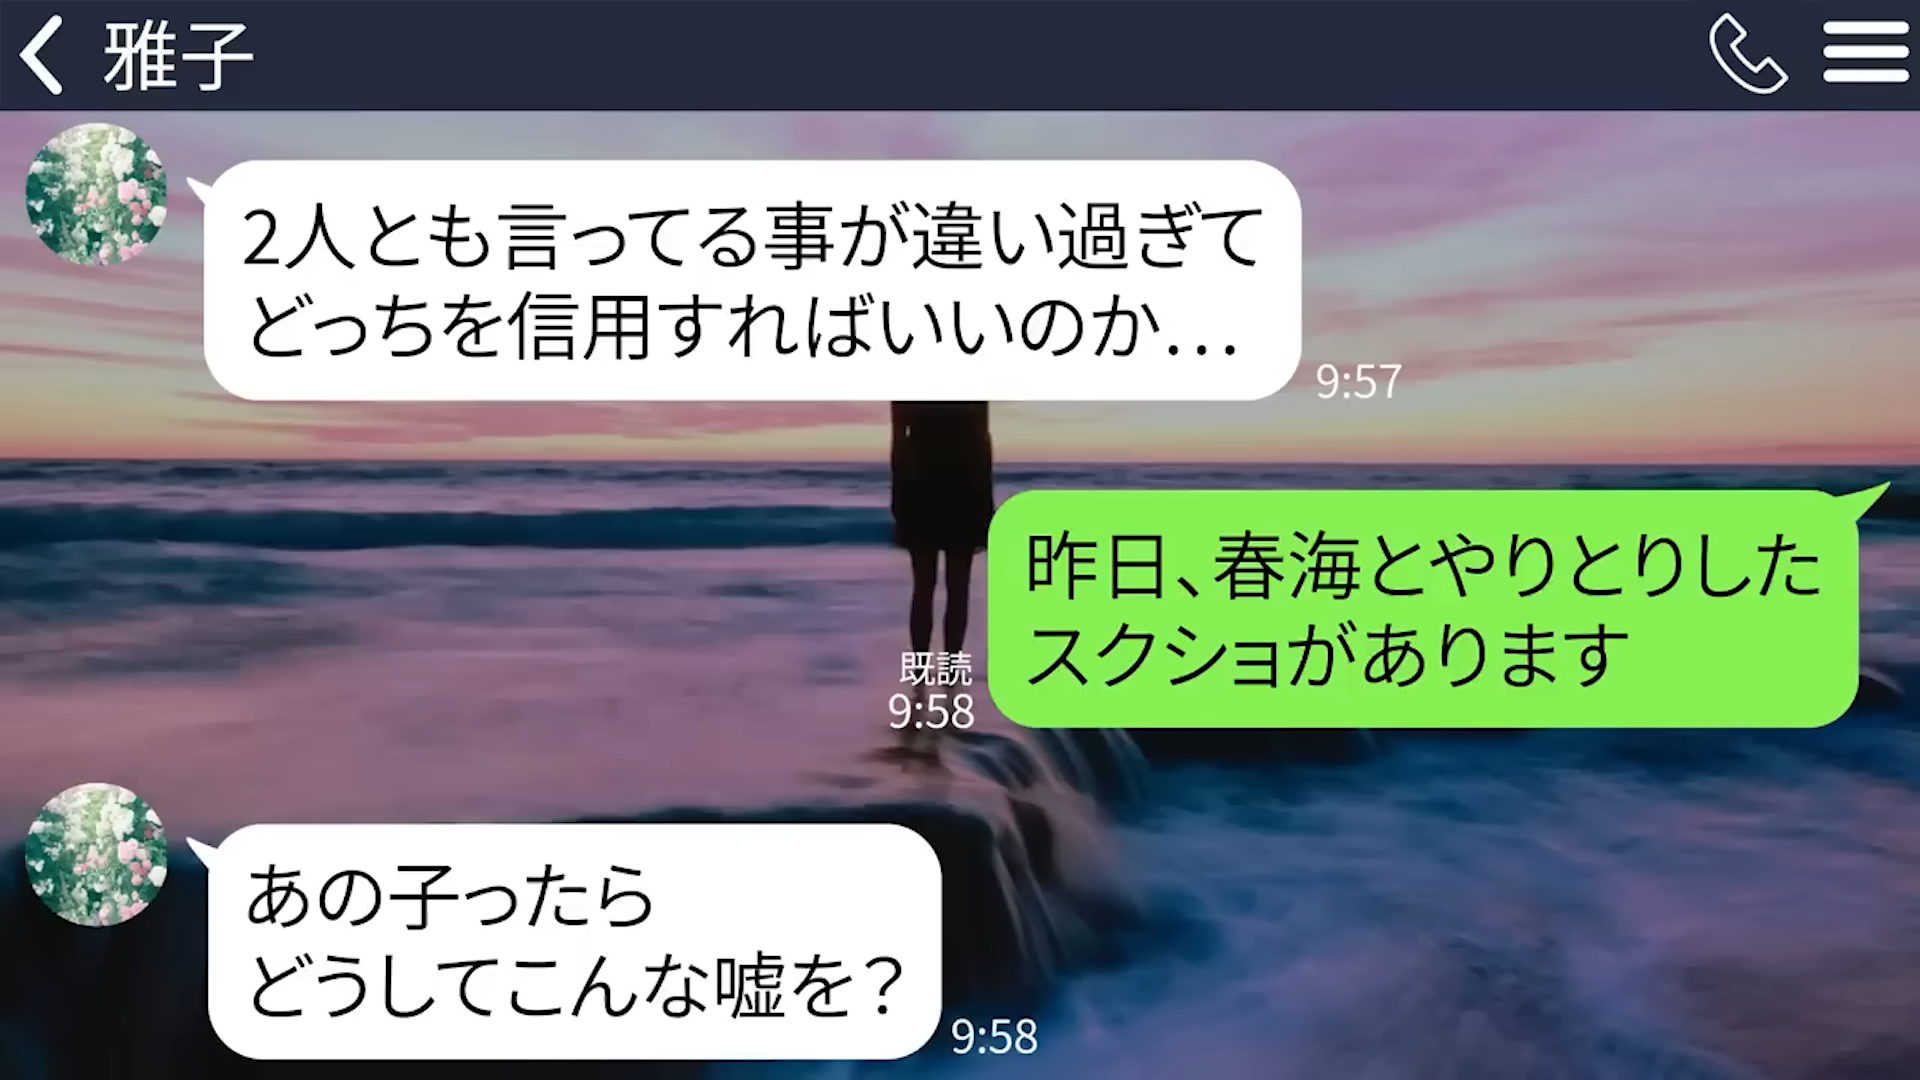 雅子
2人とも言ってる事が違い過ぎて
どっちを信用すればいいのか…
9:57
昨日、春海とやりとりした
スクショがあります
既読
9:58
あの子ったら
どうしてこんな嘘を？
9:58